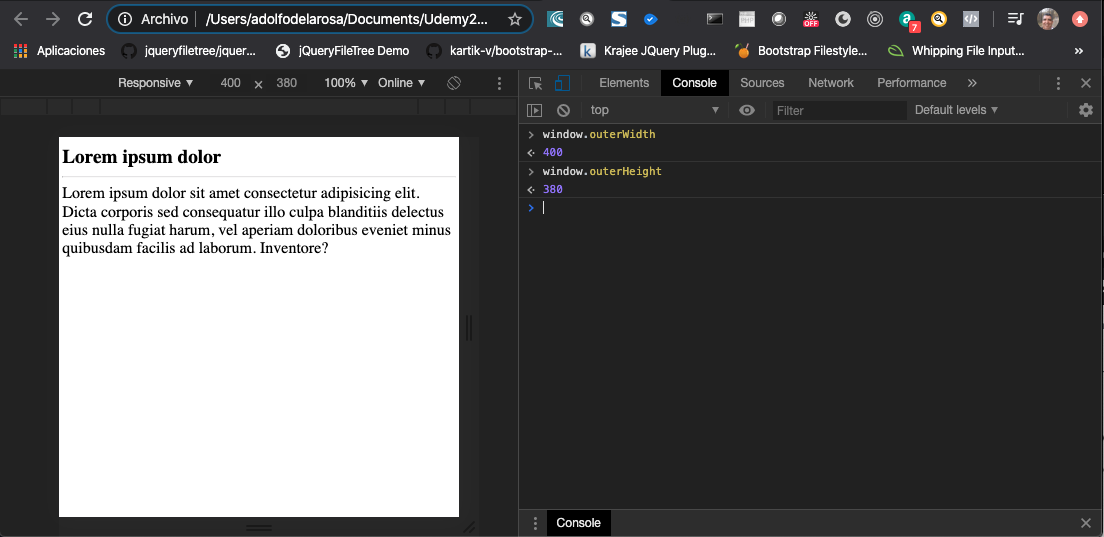 Archivo /Users/adolfodelarosa/Documents/Udemy2...
OFF
7
Aplicaciones jqueryfiletree/jquer... jQueryFileTree Demo kartik-v/bootstrap-... Krajee JQuery Plug... Bootstrap Filestyle... Whipping File Input... »
Responsive ▼ 400 × 380 100% ▼ Online ▼
Elements Console Sources Network Performance »
top ▼ Filter Default levels ▼
Lorem ipsum dolor
Lorem ipsum dolor sit amet consectetur adipisicing elit.
Dicta corporis sed consequatur illo culpa blanditiis delectus
eius nulla fugiat harum, vel aperiam doloribus eveniet minus
quibusdam facilis ad laborum. Inventore?
> window.outerWidth
400
> window.outerHeight
380
>
Console